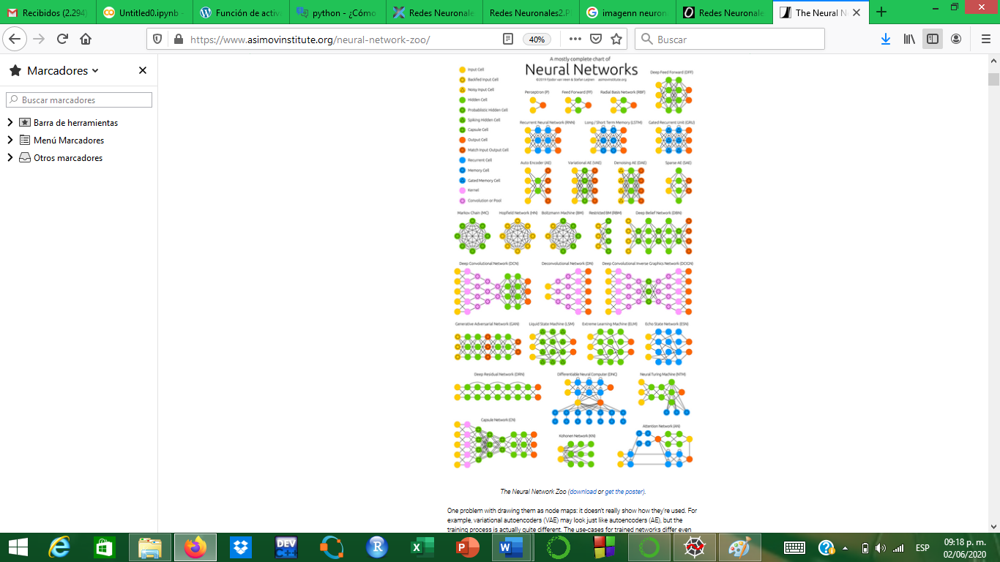 Recibidos (2.294)
Untitled0.ipynb
Función de activa
python - ¿Cómo
Redes Neuronale
Redes Neuronales2.P
imagenn neuron
Redes Neuronale
The Neural N
https://www.asimovinstitute.org/neural-network-zoo/
40%
Buscar
Marcadores
Buscar marcadores
Barra de herramientas
Menú Marcadores
Otros marcadores
A mostly complete chart of
Neural Networks
©2019 Fjodor van Veen & Stefan Leijnen asimovinstitute.org
Input Cell
Backfed Input Cell
Noisy Input Cell
Hidden Cell
Probablistic Hidden Cell
Spiking Hidden Cell
Capsule Cell
Output Cell
Match Input Output Cell
Recurrent Cell
Memory Cell
Gated Memory Cell
Kernel
Convolution or Pool
Deep Feed Forward (DFF)
Perceptron (P)
Feed Forward (FF)
Radial Basis Network (RBF)
Recurrent Neural Network (RNN)
Long / Short Term Memory (LSTM)
Gated Recurrent Unit (GRU)
Auto Encoder (AE)
Variational AE (VAE)
Denoising AE (DAE)
Sparse AE (SAE)
Markov Chain (MC)
Hopfield Network (HN)
Boltzmann Machine (BM)
Restricted BM (RBM)
Deep Belief Network (DBN)
Deep Convolutional Network (DCN)
Deconvolutional Network (DN)
Deep Convolutional Inverse Graphics Network (DCIGN)
Generative Adversarial Network (GAN)
Liquid State Machine (LSM)
Extreme Learning Machine (ELM)
Echo State Network (ESN)
Deep Residual Network (DRN)
Differentiable Neural Computer (DNC)
Neural Turing Machine (NTM)
Capsule Network (CN)
Kohonen Network (KN)
Attention Network (AN)
The Neural Network Zoo (download or get the poster).
One problem with drawing them as node maps: it doesn't really show how they're used. For
example, variational autoencoders (VAE) may look just like autoencoders (AE), but the
training process is actually quite different. The use-cases for trained networks differ even
DEV
C++
ESP
09:18 p. m.
02/06/2020